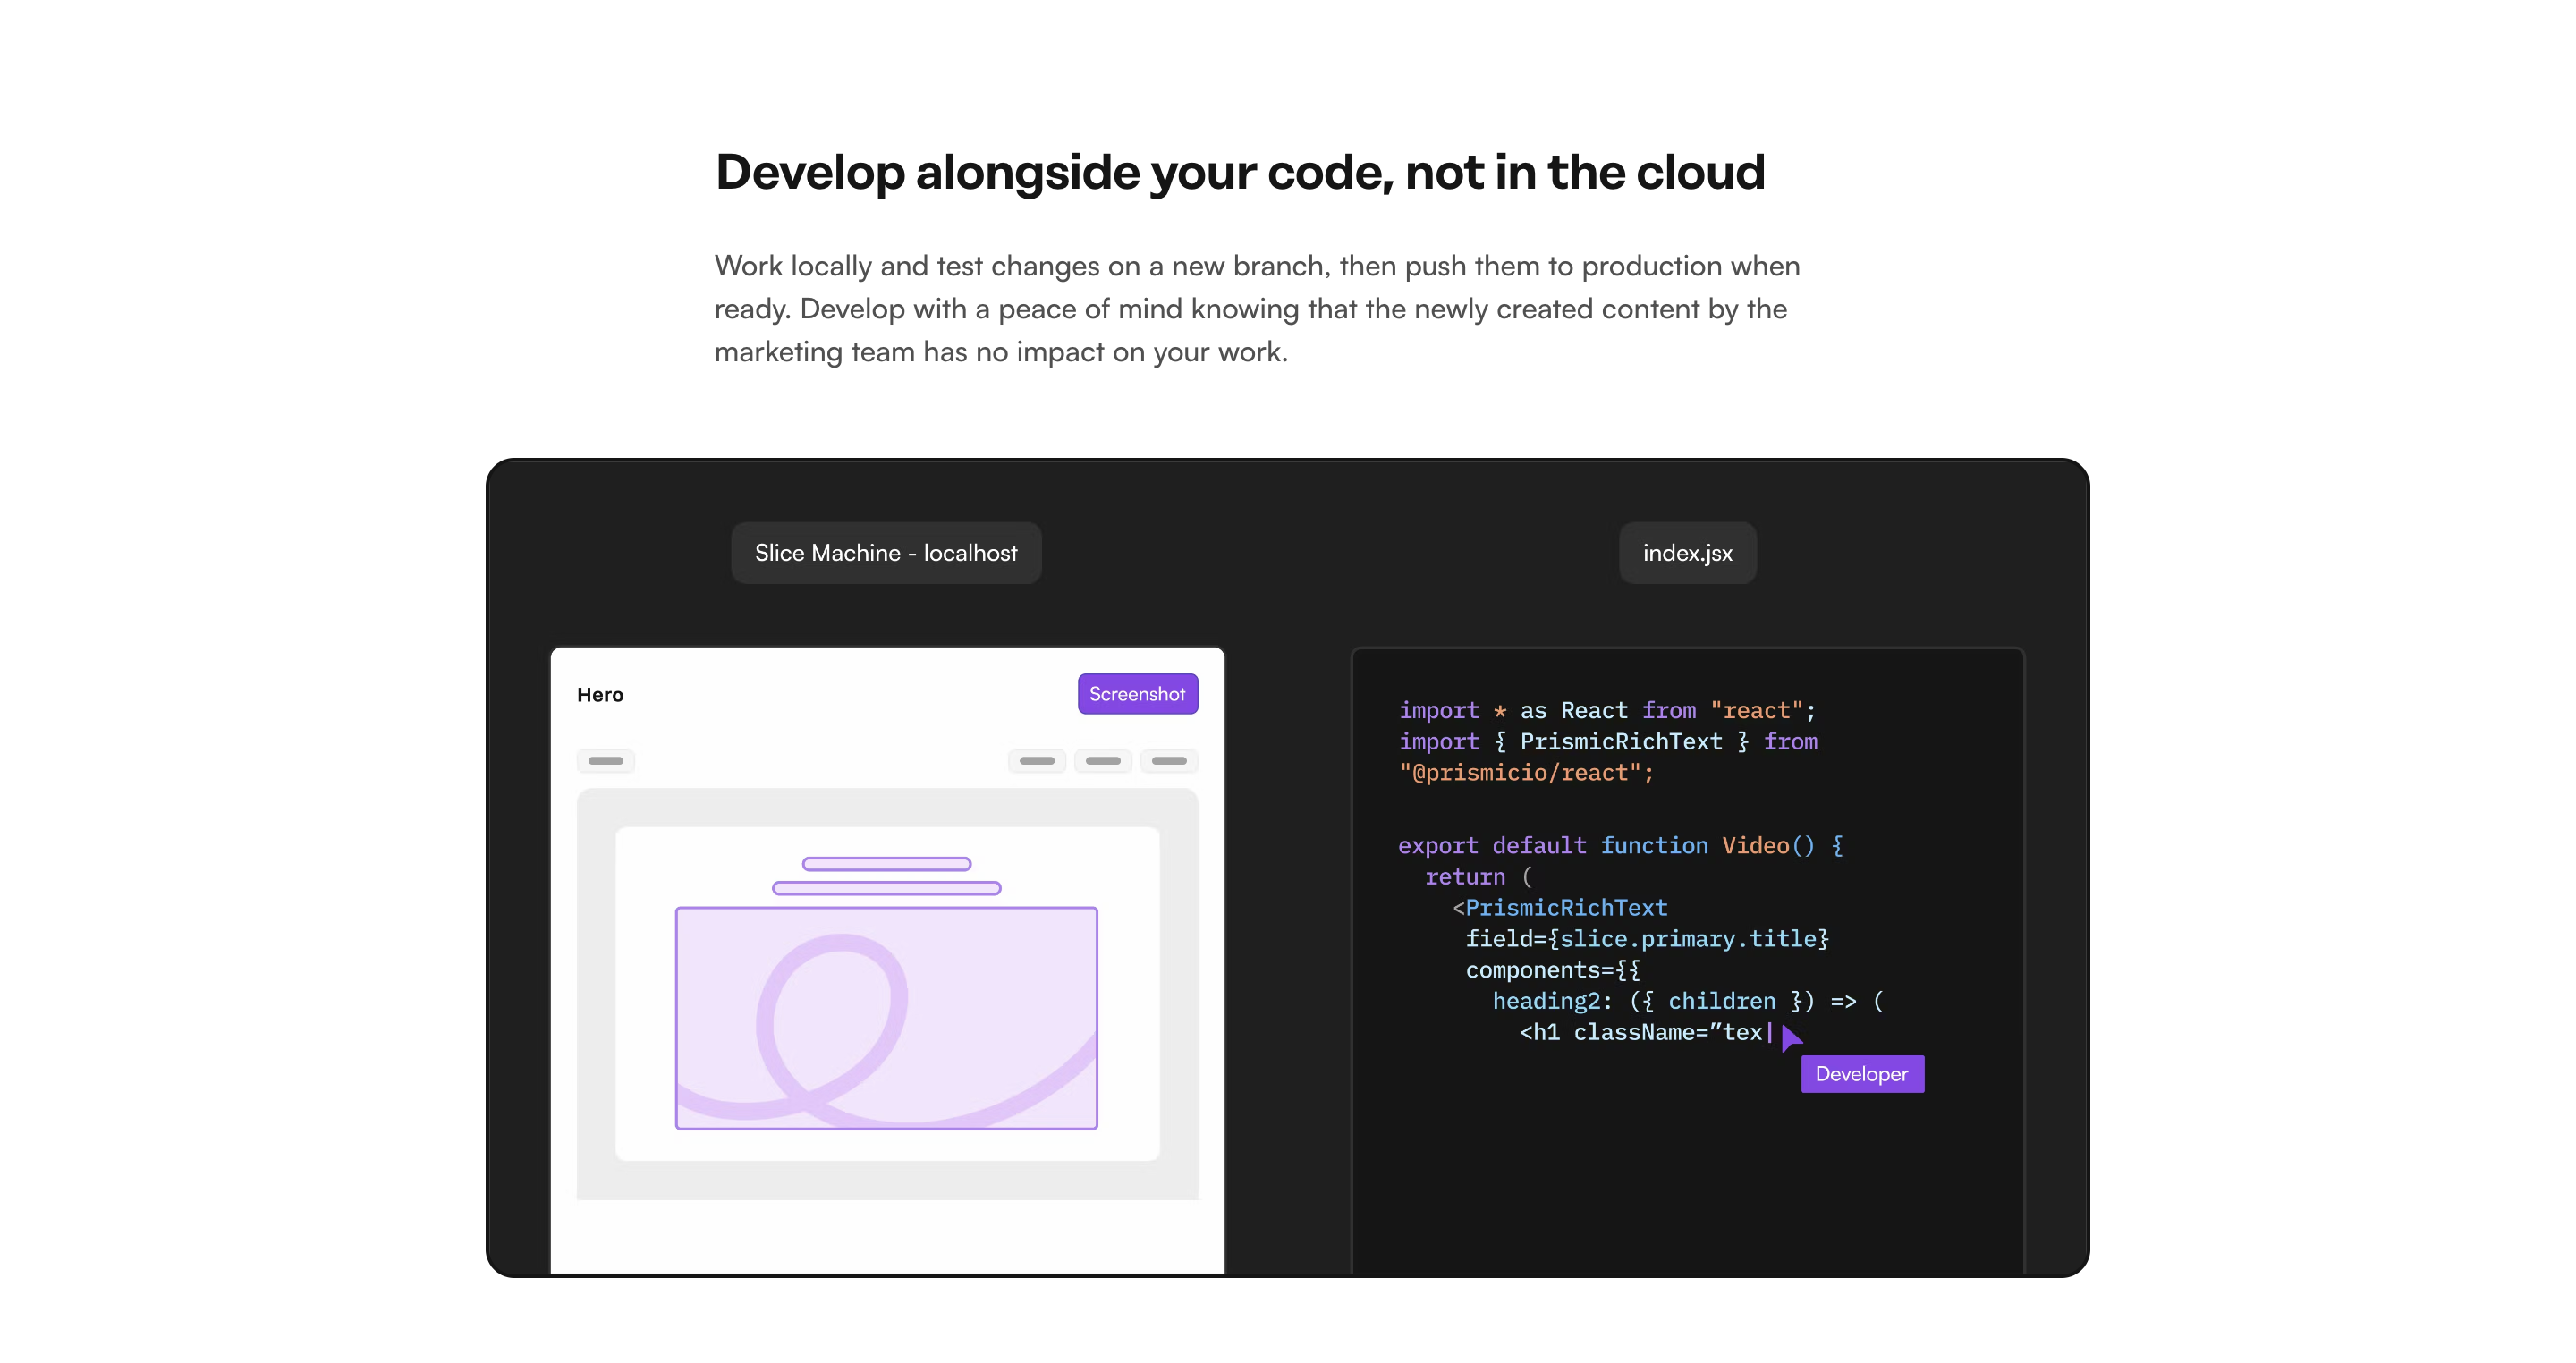 Develop alongside your code, not in the cloud
Work locally and test changes on a new branch, then push them to production when
ready. Develop with a peace of mind knowing that the newly created content by the
marketing team has no impact on your work.
Slice Machine - localhost
index.jsx
Hero
Screenshot
import * as React from "react";
import { PrismicRichText } from
"@prismicio/react";
export default function Video() {
return (
<PrismicRichText
field={slice.primary.title}
components={{
heading2: ({ children }) => (
<h1 className=”tex|
Developer